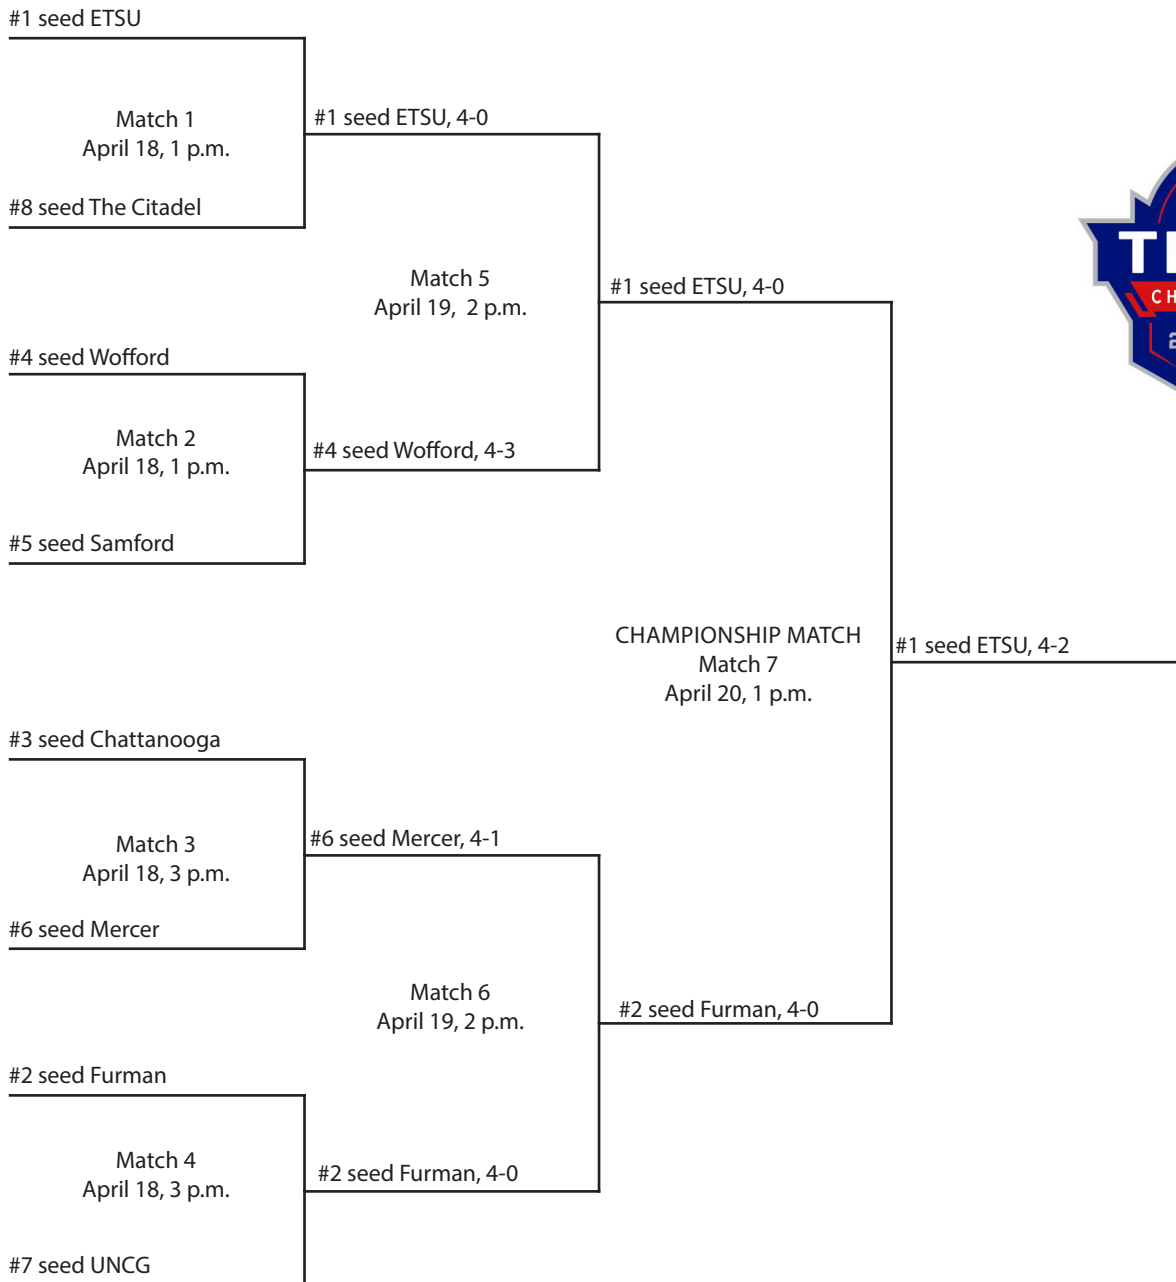 #1 seed ETSU
Match 1
April 18, 1 p.m.
#8 seed The Citadel
#1 seed ETSU, 4-0
Match 5
April 19, 2 p.m.
#4 seed Wofford
Match 2
April 18, 1 p.m.
#5 seed Samford
#4 seed Wofford, 4-3
#1 seed ETSU, 4-0
CHAMPIONSHIP MATCH
Match 7
April 20, 1 p.m.
#1 seed ETSU, 4-2
#3 seed Chattanooga
Match 3
April 18, 3 p.m.
#6 seed Mercer
#6 seed Mercer, 4-1
Match 6
April 19, 2 p.m.
#2 seed Furman, 4-0
#2 seed Furman
Match 4
April 18, 3 p.m.
#7 seed UNCG
#2 seed Furman, 4-0